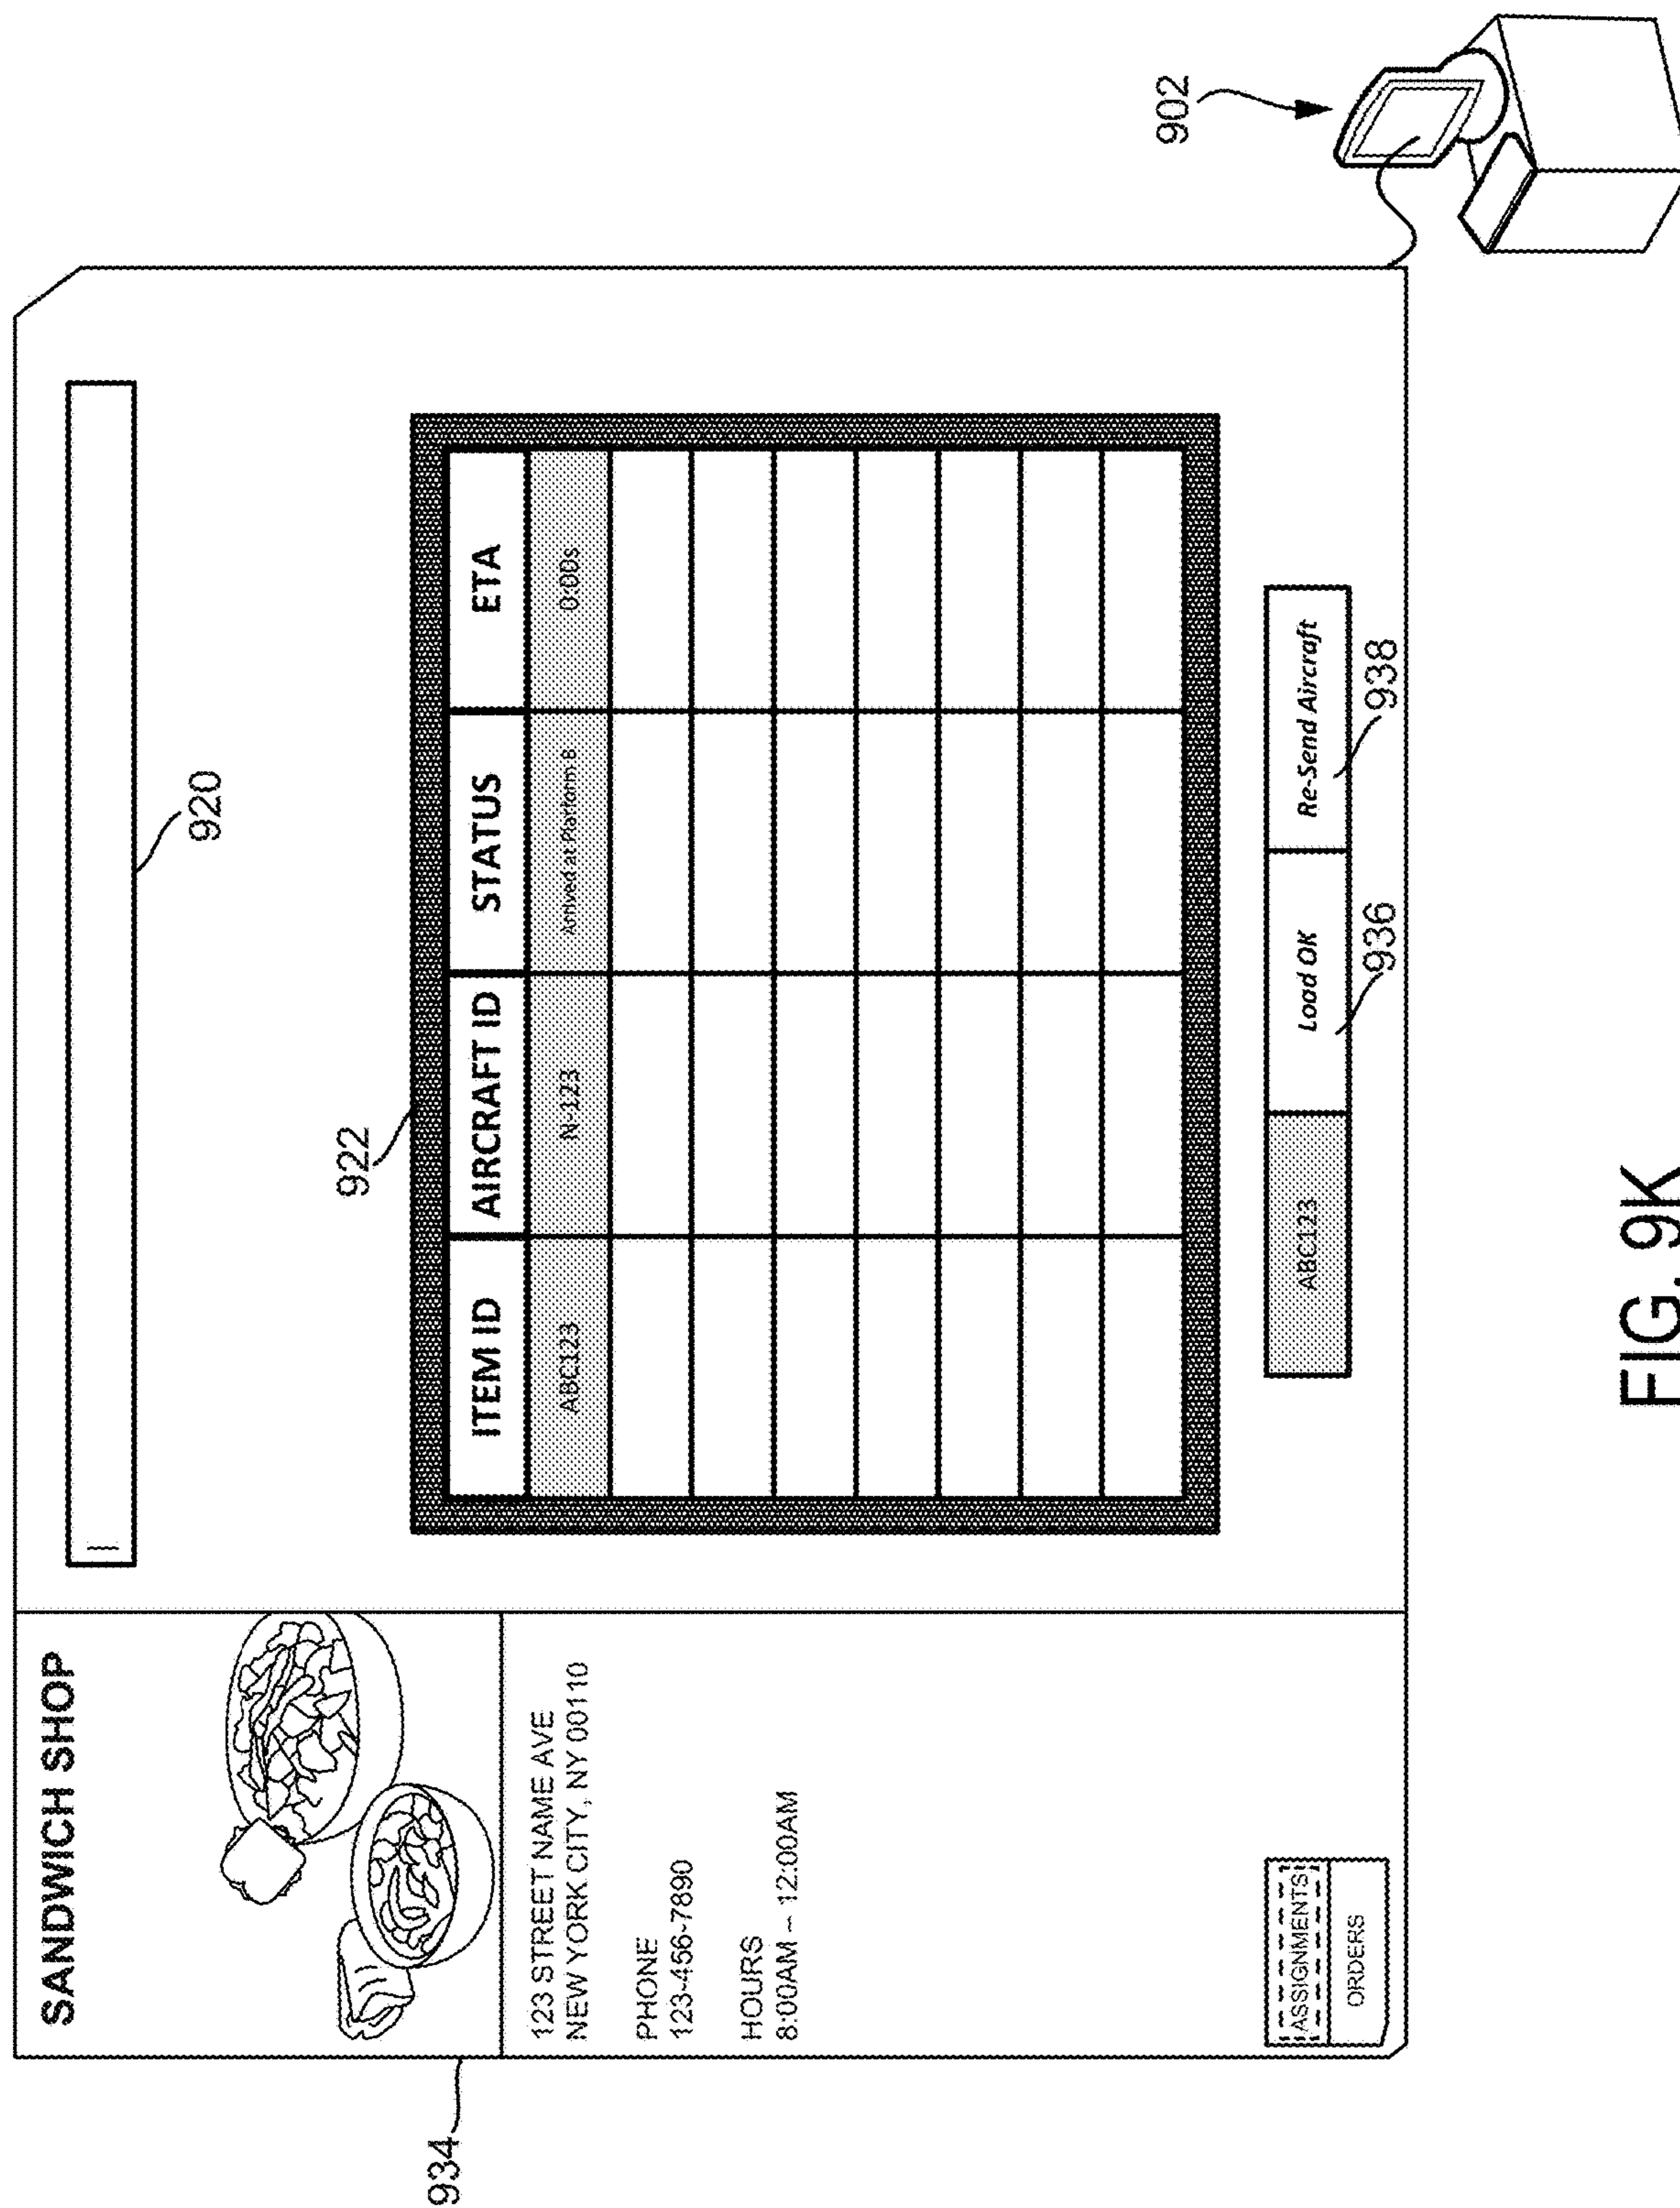 SANDWICH SHOP
934
123 STREET NAME AVE
NEW YORK CITY, NY 00110
PHONE
123-456-7890
HOURS
8:00AM – 12:00AM
ASSIGNMENTS
ORDERS
920
922
ITEM ID AIRCRAFT ID STATUS ETA
ABC123 N-123 Arrived at Platform B 0:00s
ABC123 Load OK Re-Send Aircraft
936 938
902
FIG. 9K